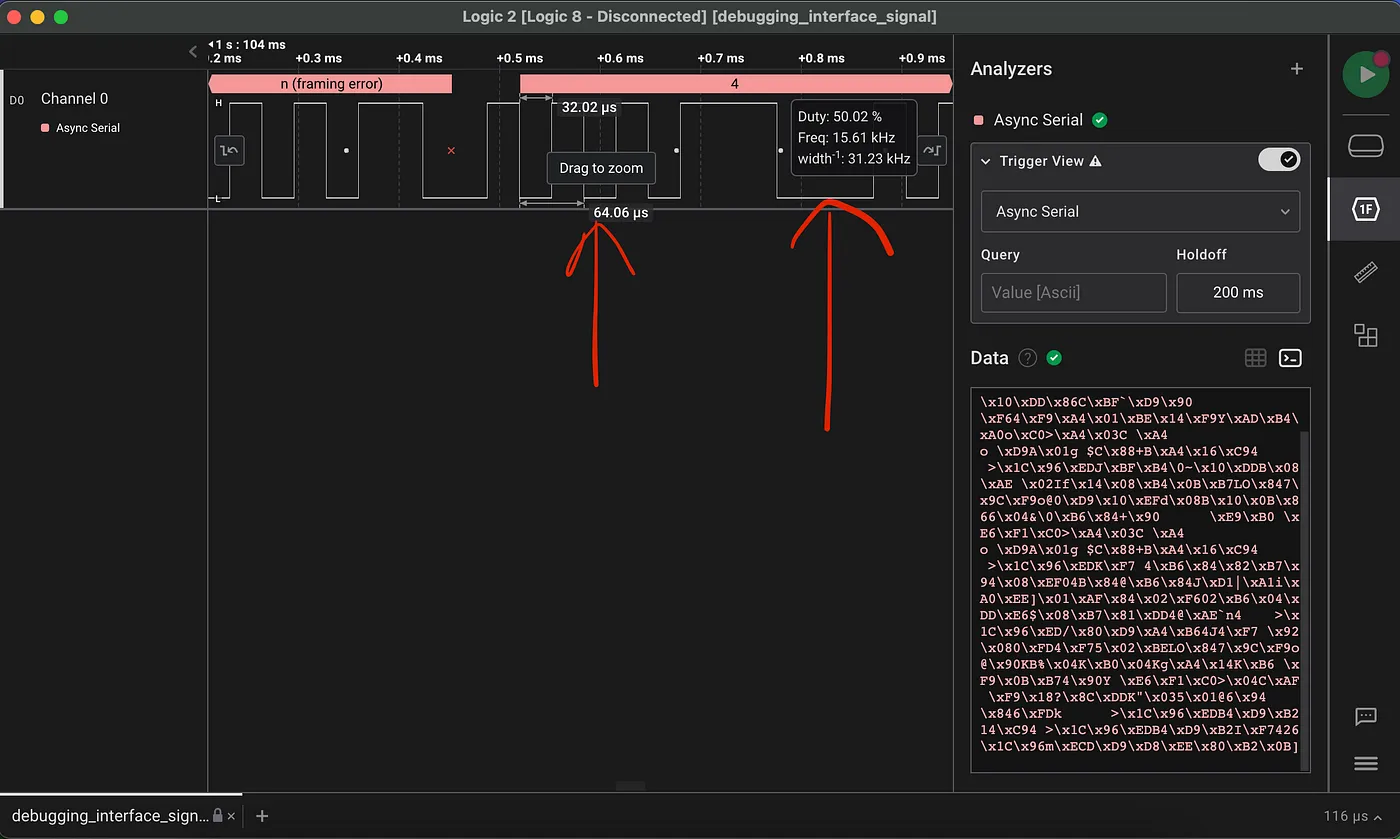 Logic 2 [Logic 8 - Disconnected] [debugging_interface_signal]
1 s : 104 ms
.2 ms +0.3 ms +0.4 ms +0.5 ms +0.6 ms +0.7 ms +0.8 ms +0.9 ms
D0 Channel 0
Async Serial
n (framing error)
4
H
L
32.02 µs
Drag to zoom
64.06 µs
Duty: 50.02 %
Freq: 15.61 kHz
width⁻¹: 31.23 kHz
Analyzers
Async Serial
Trigger View
Async Serial
Query Holdoff
Value [Ascii] 200 ms
1F
Data ?
\x10\xDD\x86C\xBF`\xD9\x90
\xF64\xF9\xA4\x01\xBE\x14\xF9Y\xAD\xB4\
xA0o\xC0>\xA4\x03C \xA4
o \xD9A\x01g $C\x88+B\xA4\x16\xC94
>\x1C\x96\xEDJ\xBF\xB4\0~\x10\xDDB\x08
\xAE \x02If\x14\x08\xB4\x0B\xB7LO\x847\
x9C\xF9o@0\xD9\x10\xEFd\x08B\x10\x0B\x8
66\x04&\0\xB6\x84+\x90 \xE9\xB0 \x
E6\xF1\xC0>\xA4\x03C \xA4
o \xD9A\x01g $C\x88+B\xA4\x16\xC94
>\x1C\x96\xEDK\xF7 4\xB6\x84\x82\xB7\x
94\x08\xEF04B\x84@\xB6\x84J\xD1|\xA1i\x
A0\xEE]\x01\xAF\x84\x02\xF602\xB6\x04\x
DD\xE6$\x08\xB7\x81\xDD4@\xAE`n4 >\x
1C\x96\xED/\x80\xD9\xA4\xB64J4\xF7 \x92
\x080\xFD4\xF75\x02\xBELO\x847\x9C\xF9o
@\x90KB%\x04K\xB0\x04Kg\xA4\x14K\xB6 \x
F9\x0B\xB74\x90Y \xE6\xF1\xC0>\x04C\xAF
\xF9\x18?\x8C\xDDK"\x035\x01@6\x94
\x846\xFDk >\x1C\x96\xEDB4\xD9\xB2
14\xC94 >\x1C\x96\xEDB4\xD9\xB2I\xF7426
\x1C\x96m\xECD\xD9\xD8\xEE\x80\xB2\x0B]
debugging_interface_sign...
116 µs